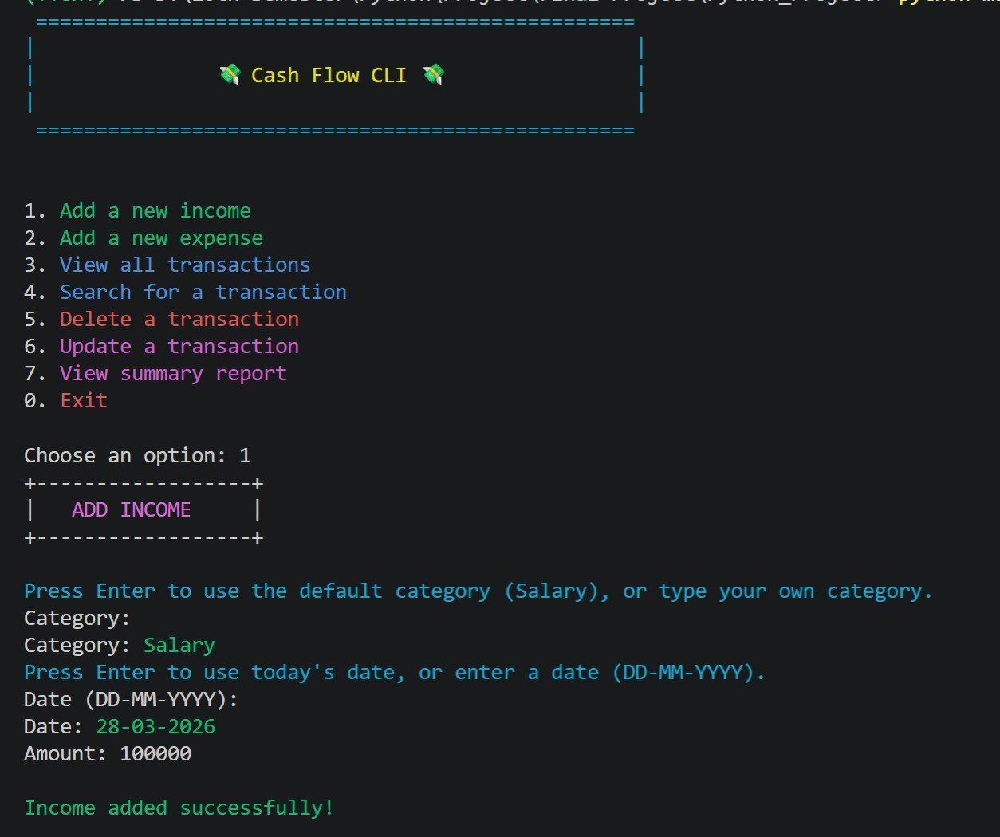 ==================================================
|                                                  |
|                💸 Cash Flow CLI 💸                |
|                                                  |
==================================================
1. Add a new income
2. Add a new expense
3. View all transactions
4. Search for a transaction
5. Delete a transaction
6. Update a transaction
7. View summary report
0. Exit
Choose an option: 1
+------------------+
|   ADD INCOME     |
+------------------+
Press Enter to use the default category (Salary), or type your own category.
Category:
Category: Salary
Press Enter to use today's date, or enter a date (DD-MM-YYYY).
Date (DD-MM-YYYY):
Date: 28-03-2026
Amount: 100000
Income added successfully!